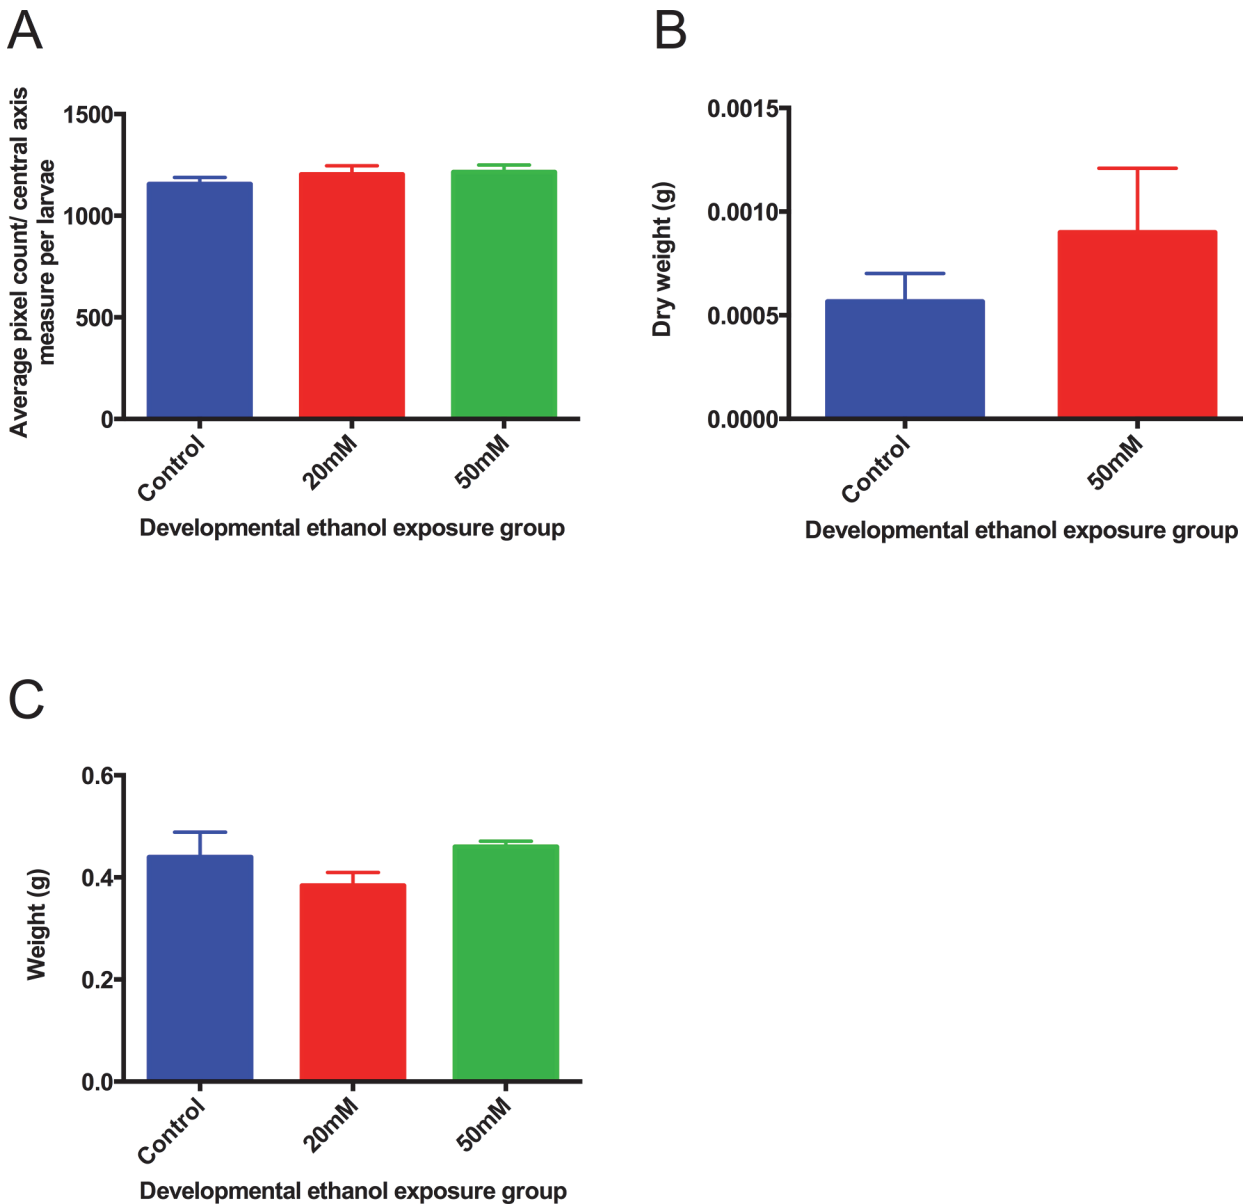 A
Average pixel count/ central axis
measure per larvae
1500
1000
500
0
Control
20mM
50mM
Developmental ethanol exposure group
B
Dry weight (g)
0.0015
0.0010
0.0005
0.0000
Control
50mM
Developmental ethanol exposure group
C
Weight (g)
0.6
0.4
0.2
0.0
Control
20mM
50mM
Developmental ethanol exposure group